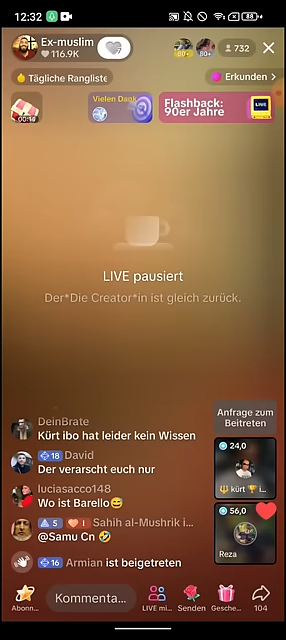 12:32
88
Ex-muslim
116.9K
732
Tägliche Rangliste
Erkunden >
Vielen Dank
Flashback:
90er Jahre
LIVE
LIVE pausiert
Der*Die Creator*in ist gleich zurück.
Anfrage zum
Beitreten
DeinBrate
Kürt ibo hat leider kein Wissen
18 David
Der verarscht euch nur
luciasacco148
Wo ist Barello😅
5 1 Sahih al-Mushrik i...
@Samu Cn 🤣
16 Armian ist beigetreten
24,0
🔱 kürt 🏆 i...
56,0
Reza
Abonn...
Kommenta...
LIVE mi...
Senden
Gesche...
104